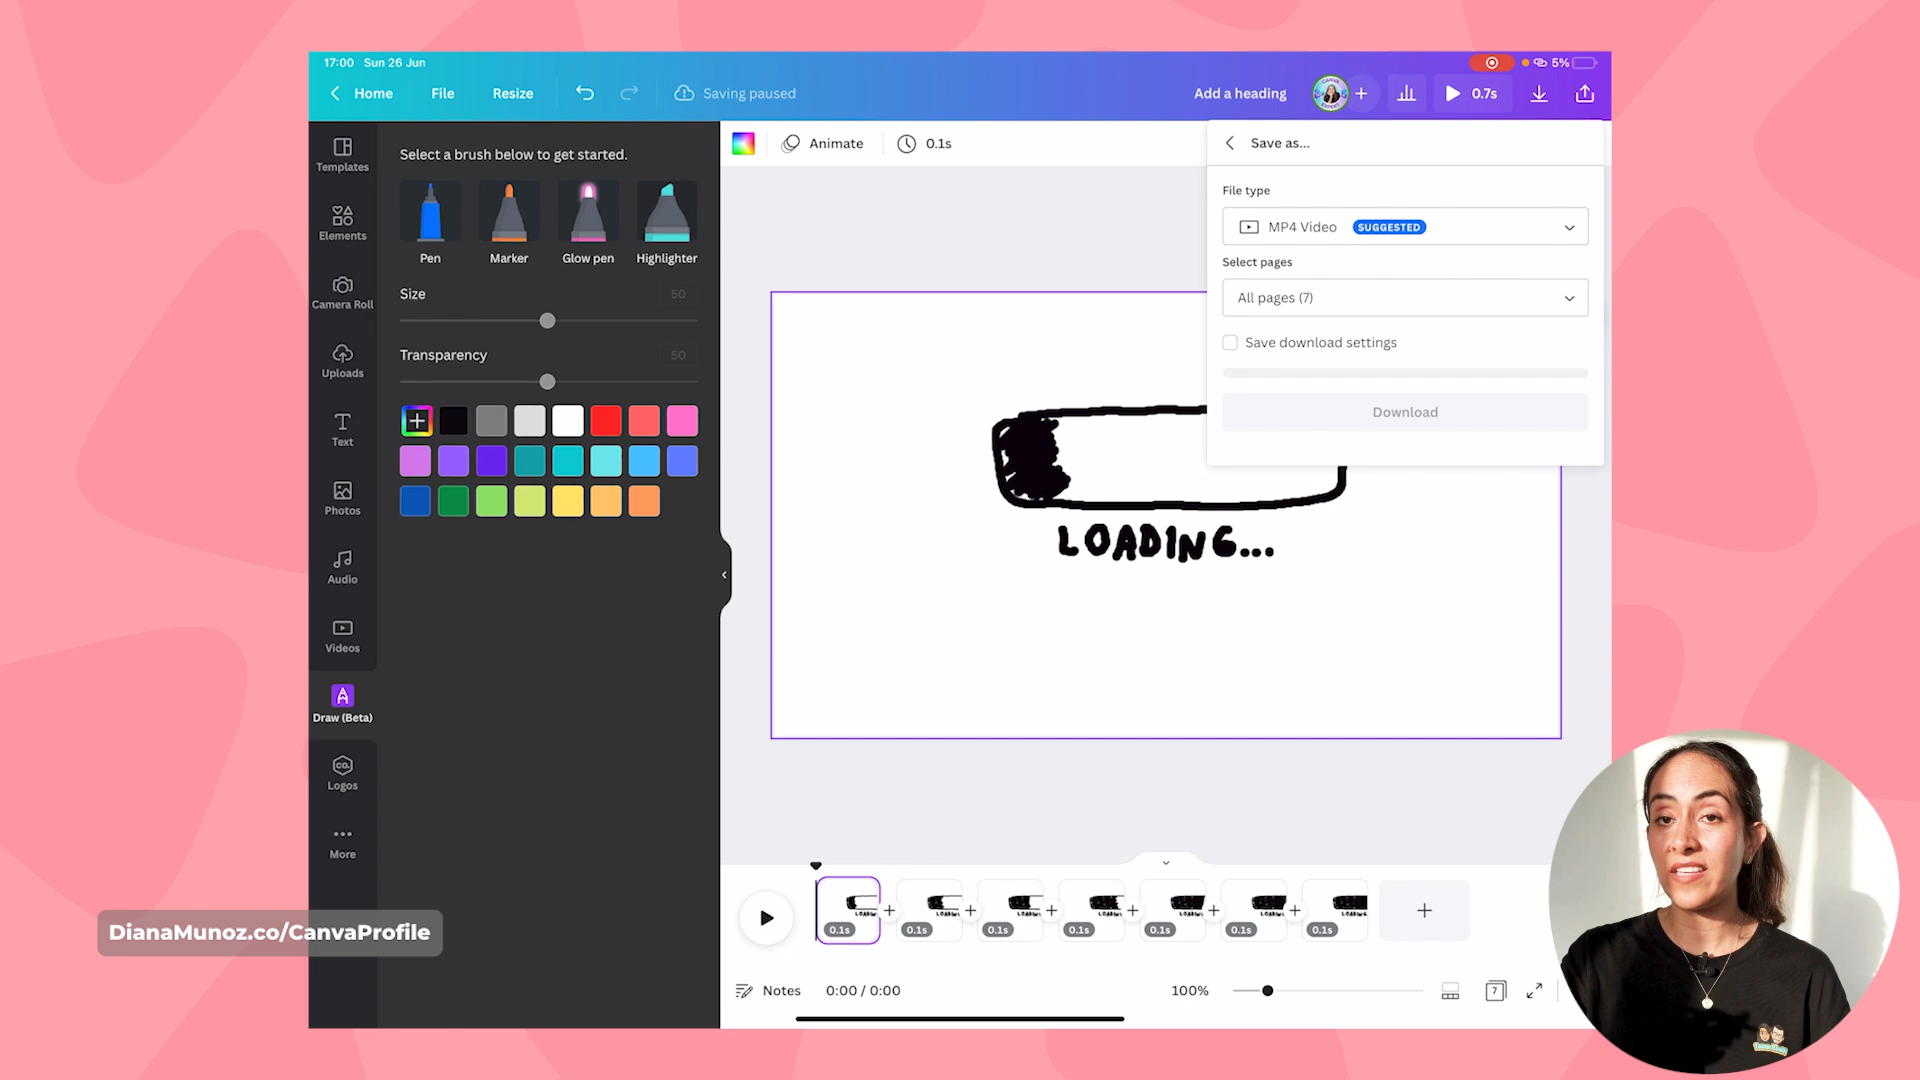 17:00 Sun 26 Jun
5%
Home File Resize Saving paused Add a heading 0.7s
Templates
Elements
Camera Roll
Uploads
Text
Photos
Audio
Videos
Draw (Beta)
CO.
Logos
More
Select a brush below to get started.
Pen Marker Glow pen Highlighter
Size 50
Transparency 50
Animate 0.1s
Save as...
File type
MP4 Video SUGGESTED
Select pages
All pages (7)
Save download settings
Download
LOADING...
0.1s 0.1s 0.1s 0.1s 0.1s 0.1s 0.1s
Notes 0:00 / 0:00 100% 7
DianaMunoz.co/CanvaProfile